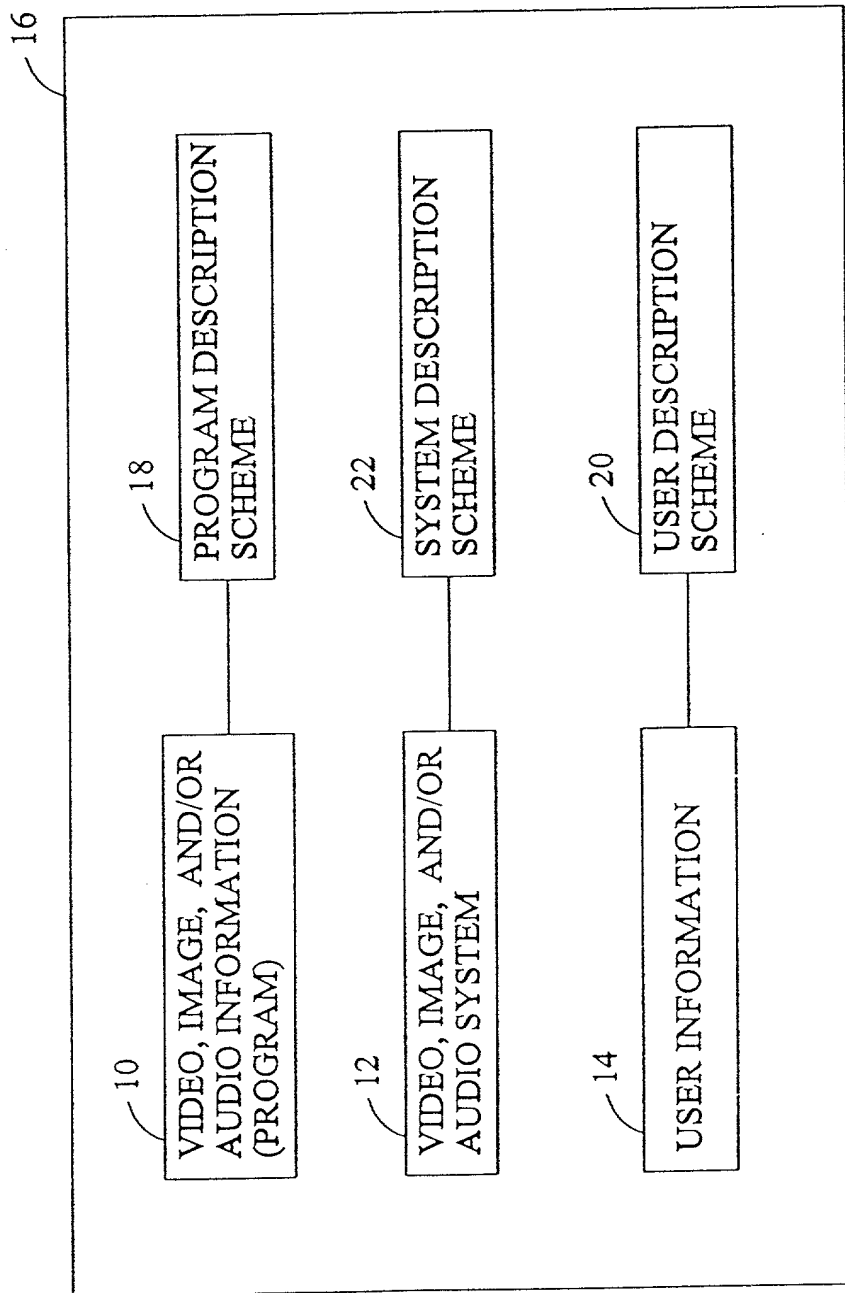 16
10
VIDEO, IMAGE, AND/OR
AUDIO INFORMATION
(PROGRAM)
18
PROGRAM DESCRIPTION
SCHEME
12
VIDEO, IMAGE, AND/OR
AUDIO SYSTEM
22
SYSTEM DESCRIPTION
SCHEME
14
USER INFORMATION
20
USER DESCRIPTION
SCHEME